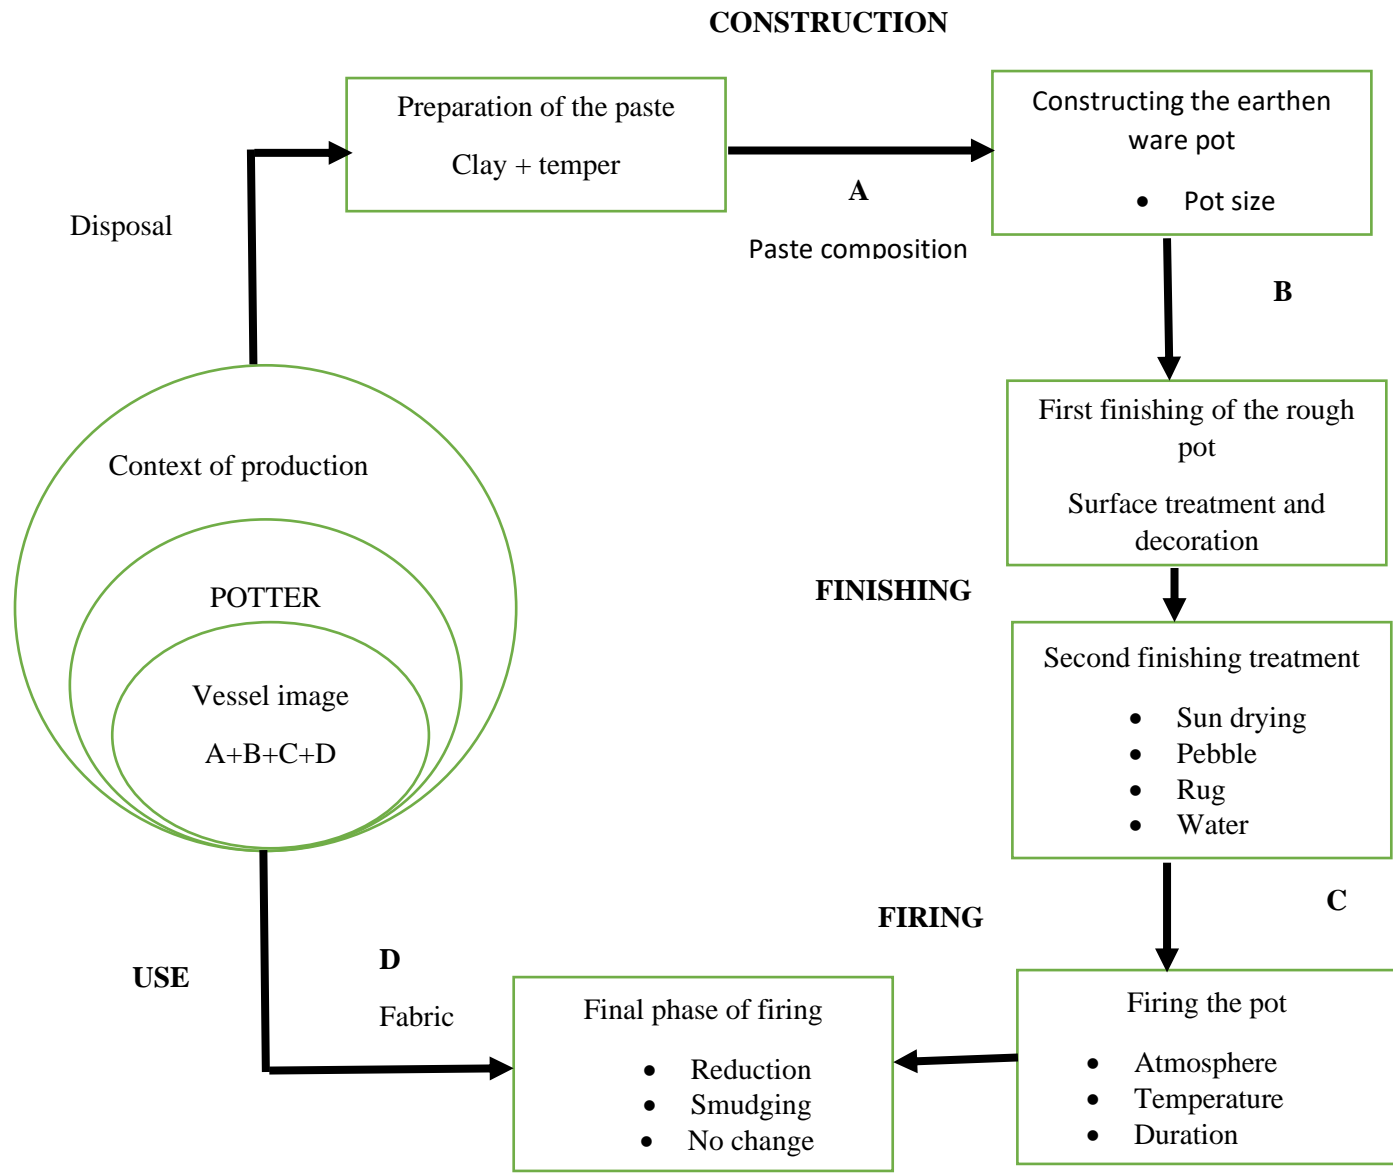 CONSTRUCTION
Preparation of the paste
Clay + temper
Constructing the earthen
ware pot
• Pot size
A
Paste composition
Disposal
B
First finishing of the rough
pot
Surface treatment and
decoration
Context of production
POTTER
Vessel image
A+B+C+D
FINISHING
Second finishing treatment
• Sun drying
• Pebble
• Rug
• Water
C
FIRING
Firing the pot
• Atmosphere
• Temperature
• Duration
Final phase of firing
• Reduction
• Smudging
• No change
D
Fabric
USE